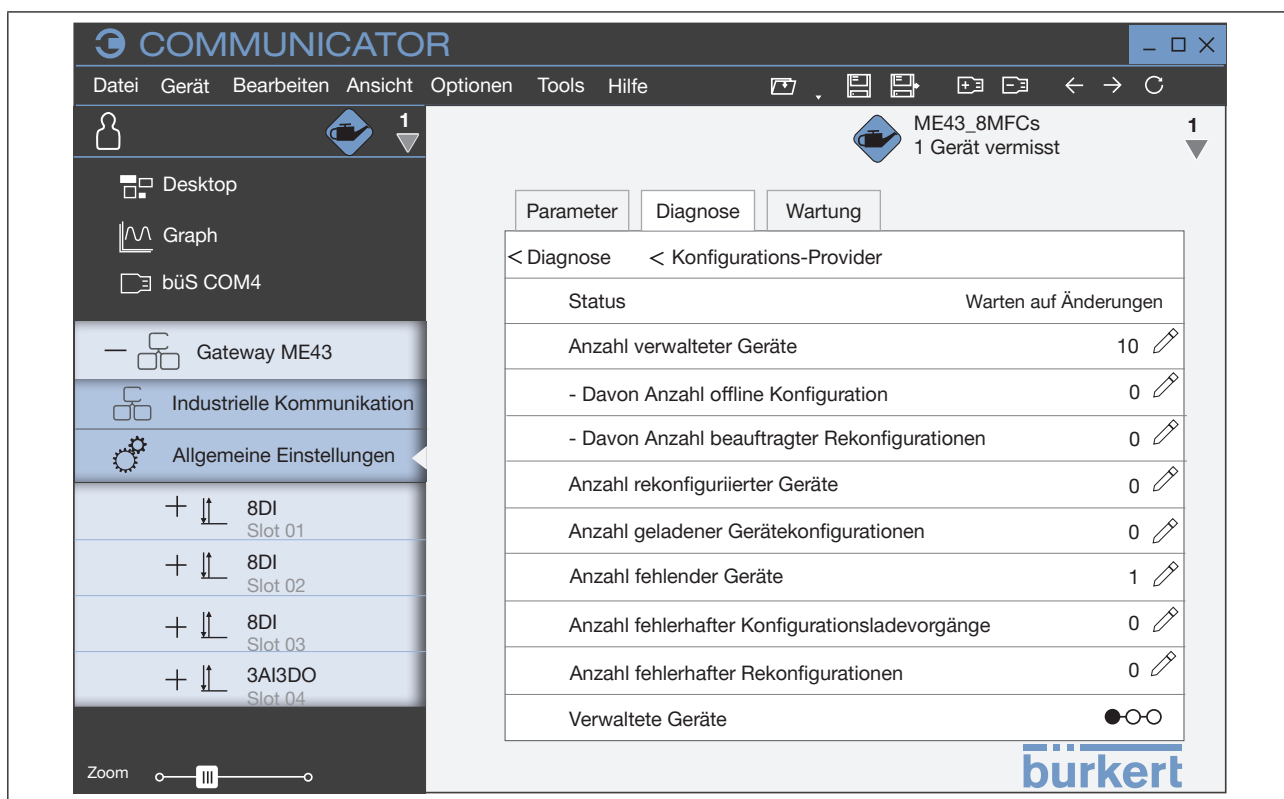 COMMUNICATOR
Datei Gerät Bearbeiten Ansicht Optionen Tools Hilfe
1
ME43_8MFCs
1 Gerät vermisst
1
Desktop
Graph
büS COM4
Gateway ME43
Industrielle Kommunikation
Allgemeine Einstellungen
8DI
Slot 01
8DI
Slot 02
8DI
Slot 03
3AI3DO
Slot 04
Zoom
Parameter Diagnose Wartung
< Diagnose < Konfigurations-Provider
Status Warten auf Änderungen
Anzahl verwalteter Geräte 10
- Davon Anzahl offline Konfiguration 0
- Davon Anzahl beauftragter Rekonfigurationen 0
Anzahl rekonfiguriierter Geräte 0
Anzahl geladener Gerätekonfigurationen 0
Anzahl fehlender Geräte 1
Anzahl fehlerhafter Konfigurationsladevorgänge 0
Anzahl fehlerhafter Rekonfigurationen 0
Verwaltete Geräte
burkert